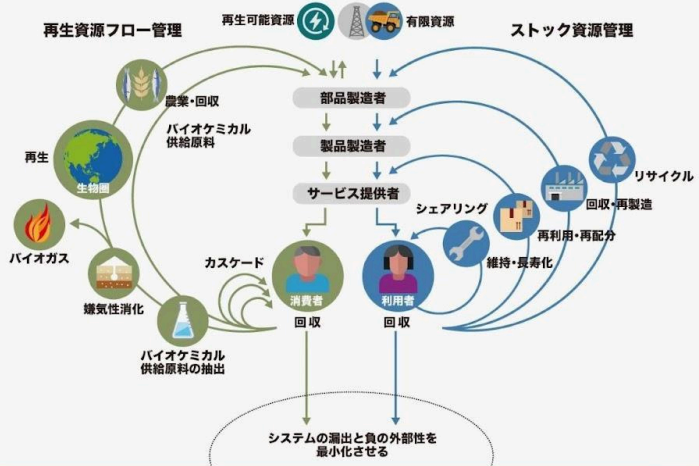 再生可能資源
有限資源
再生資源フロー管理
ストック資源管理
部品製造者
農業・回収
バイオケミカル
供給原料
製品製造者
再生
生物圏
リサイクル
サービス提供者
回収・再製造
シェアリング
再利用・再配分
バイオガス
カスケード
維持・長寿化
消費者
利用者
嫌気性消化
回収
回収
バイオケミカル
供給原料の抽出
システムの漏出と負の外部性を
最小化させる